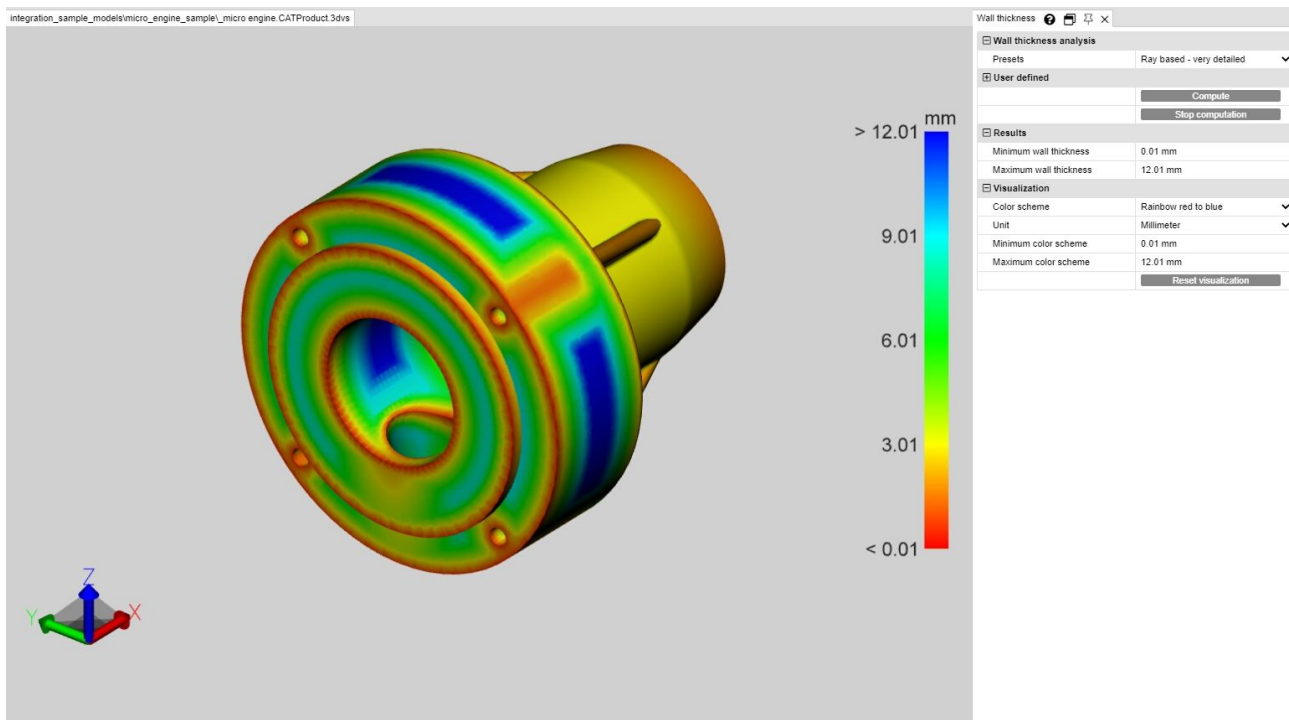 integration_sample_models\micro_engine_sample\_micro engine.CATProduct.3dvs
mm
> 12.01
9.01
6.01
3.01
< 0.01
Z
Y
X
Wall thickness
Wall thickness analysis
Presets Ray based - very detailed
User defined
Compute
Stop computation
Results
Minimum wall thickness 0.01 mm
Maximum wall thickness 12.01 mm
Visualization
Color scheme Rainbow red to blue
Unit Millimeter
Minimum color scheme 0.01 mm
Maximum color scheme 12.01 mm
Reset visualization